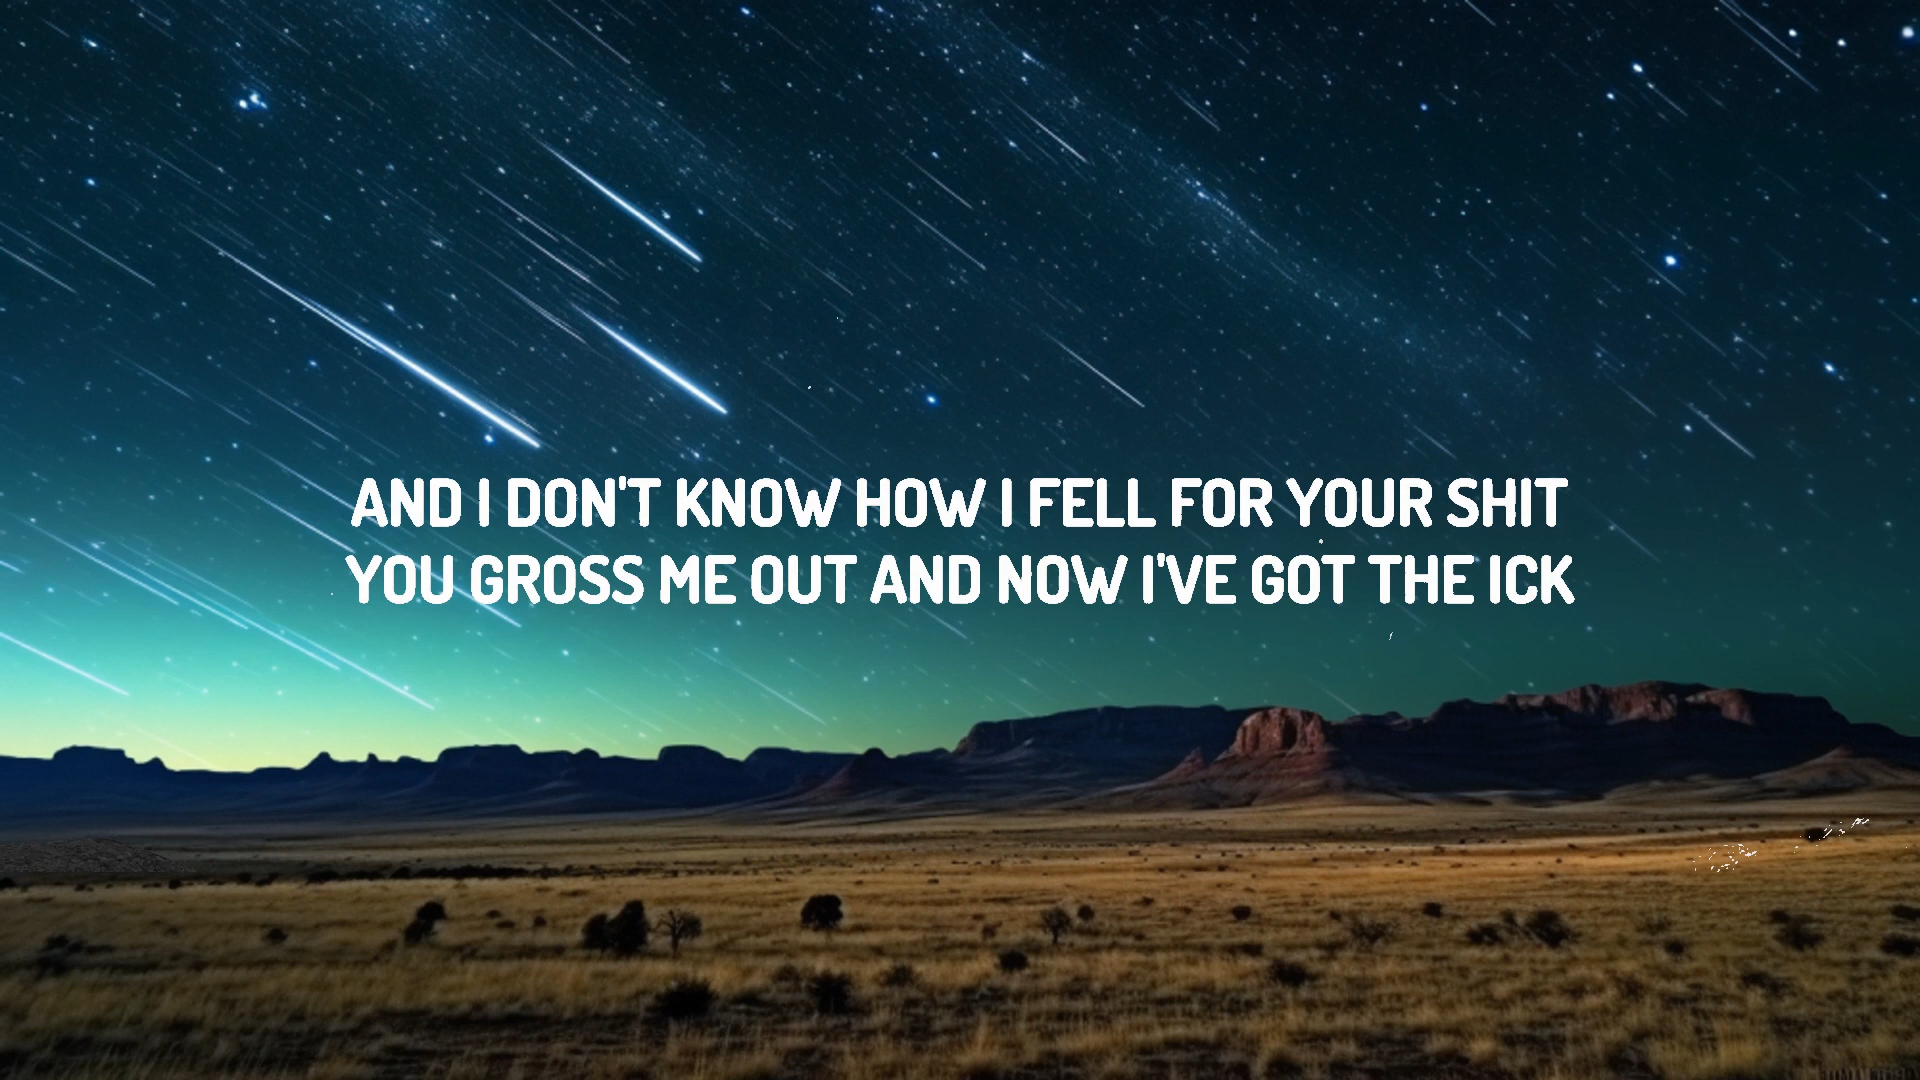 AND I DON'T KNOW HOW I FELL FOR YOUR SHIT
YOU GROSS ME OUT AND NOW I'VE GOT THE ICK